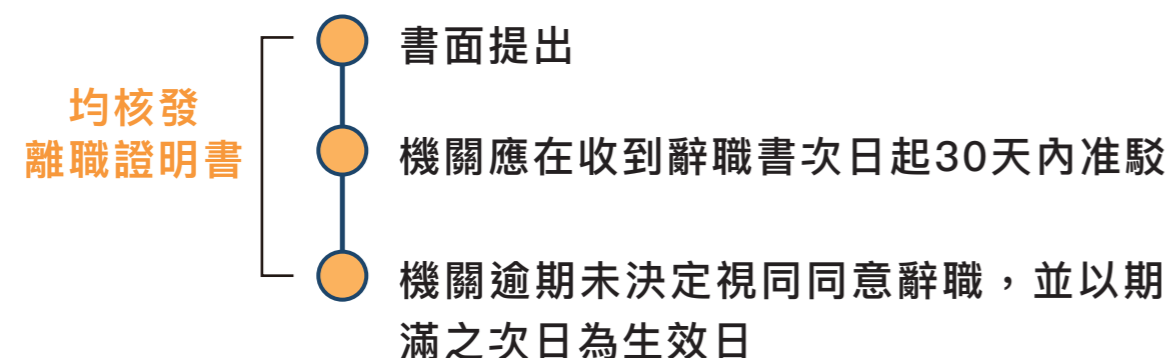 均核發
離職證明書
書面提出
機關應在收到辭職書次日起30天內准駁
機關逾期未決定視同同意辭職，並以期
滿之次日為生效日